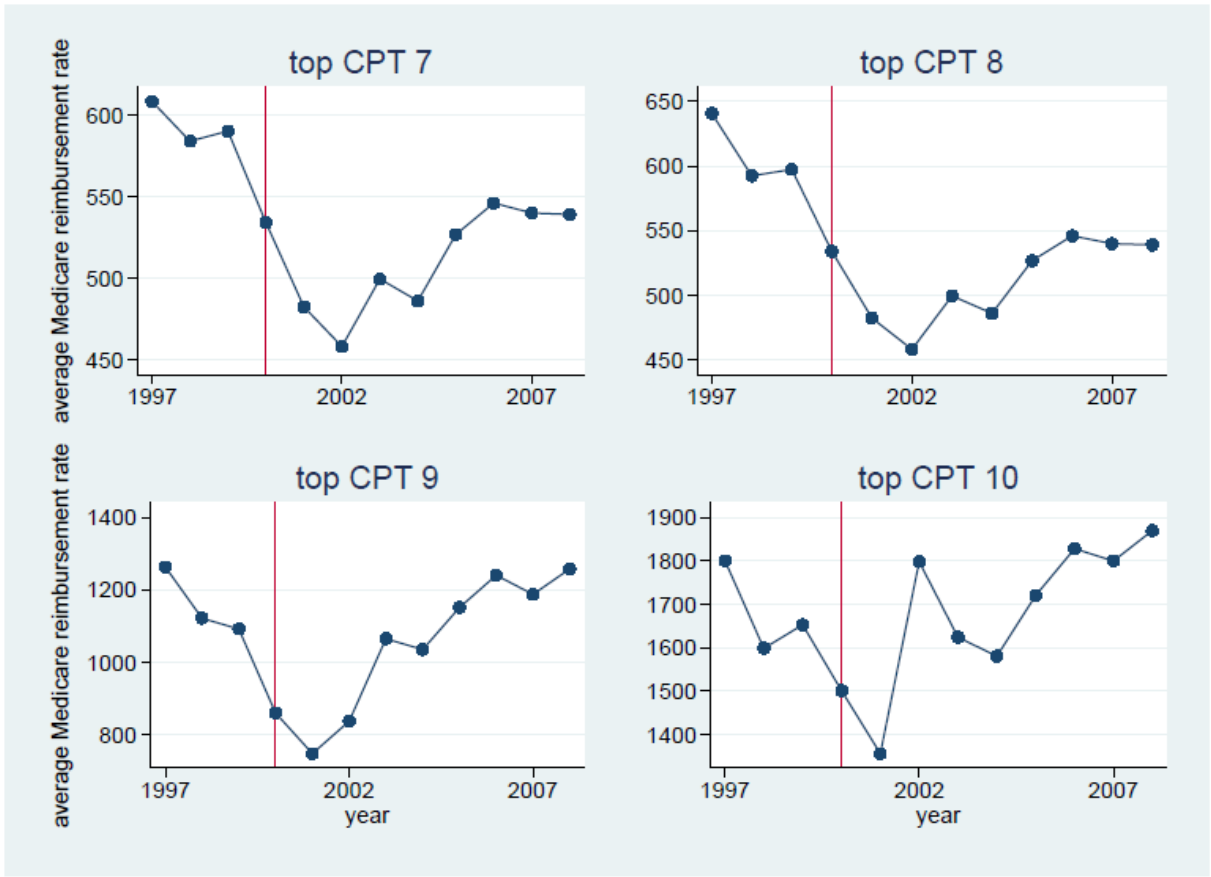 top CPT 7
average Medicare reimbursement rate
600
550
500
450
1997 2002 2007
top CPT 8
650
600
550
500
450
1997 2002 2007
top CPT 9
average Medicare reimbursement rate
1400
1200
1000
800
1997 2002 2007
year
top CPT 10
1900
1800
1700
1600
1500
1400
1997 2002 2007
year